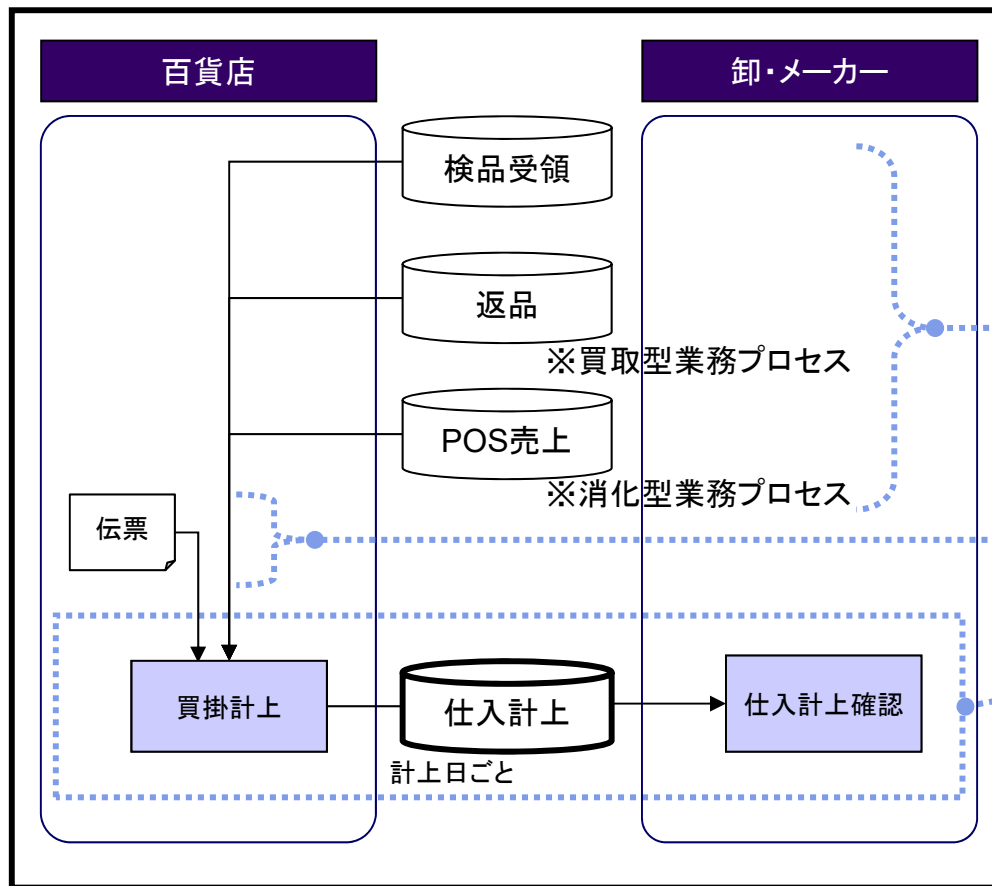 百貨店
卸・メーカー
検品受領
返品
※買取型業務プロセス
POS売上
※消化型業務プロセス
伝票
買掛計上
仕入計上
仕入計上確認
計上日ごと